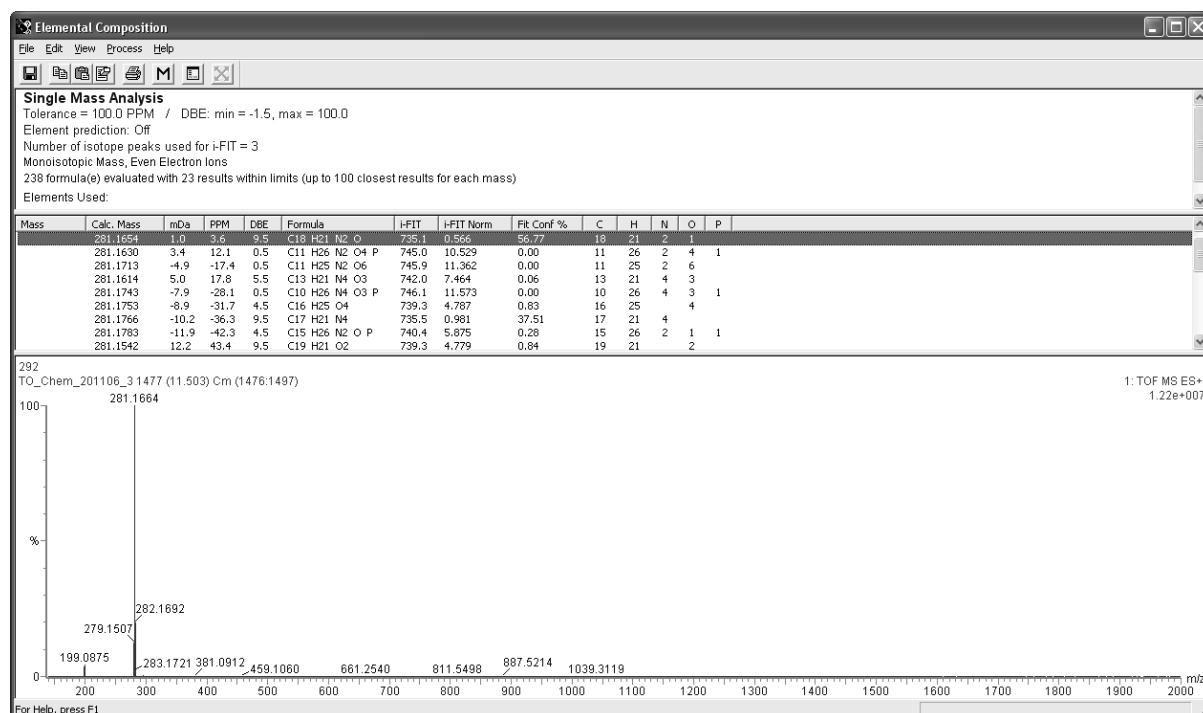 Elemental Composition
File Edit View Process Help
M
Single Mass Analysis
Tolerance = 100.0 PPM / DBE: min = -1.5, max = 100.0
Element prediction: Off
Number of isotope peaks used for i-FIT = 3
Monoisotopic Mass, Even Electron Ions
238 formula(e) evaluated with 23 results within limits (up to 100 closest results for each mass)
Elements Used:
Mass Calc. Mass mDa PPM DBE Formula i-FIT i-FIT Norm Fit Conf % C H N O P
281.1654 1.0 3.6 9.5 C18 H21 N2 O 735.1 0.566 56.77 18 21 2 1
281.1630 3.4 12.1 0.5 C11 H26 N2 O4 P 745.0 10.529 0.00 11 26 2 4 1
281.1713 -4.9 -17.4 0.5 C11 H25 N2 O6 745.9 11.362 0.00 11 25 2 6
281.1614 5.0 17.8 5.5 C13 H21 N4 O3 742.0 7.464 0.06 13 21 4 3
281.1743 -7.9 -28.1 0.5 C10 H26 N4 O3 P 746.1 11.573 0.00 10 26 4 3 1
281.1753 -8.9 -31.7 4.5 C16 H25 O4 739.3 4.787 0.83 16 25 4
281.1766 -10.2 -36.3 9.5 C17 H21 N4 735.5 0.981 37.51 17 21 4
281.1783 -11.9 -42.3 4.5 C15 H26 N2 O P 740.4 5.875 0.28 15 26 2 1 1
281.1542 12.2 43.4 9.5 C19 H21 O2 739.3 4.779 0.84 19 21 2
292
TO_Chem_201106_3 1477 (11.503) Cm (1476:1497)
1: TOF MS ES+
1.22e+007
100
281.1664
%
282.1692
279.1507
199.0875
283.1721
381.0912
459.1060
661.2540
811.5498
887.5214
1039.3119
0
m/z
200 300 400 500 600 700 800 900 1000 1100 1200 1300 1400 1500 1600 1700 1800 1900 2000
For Help, press F1